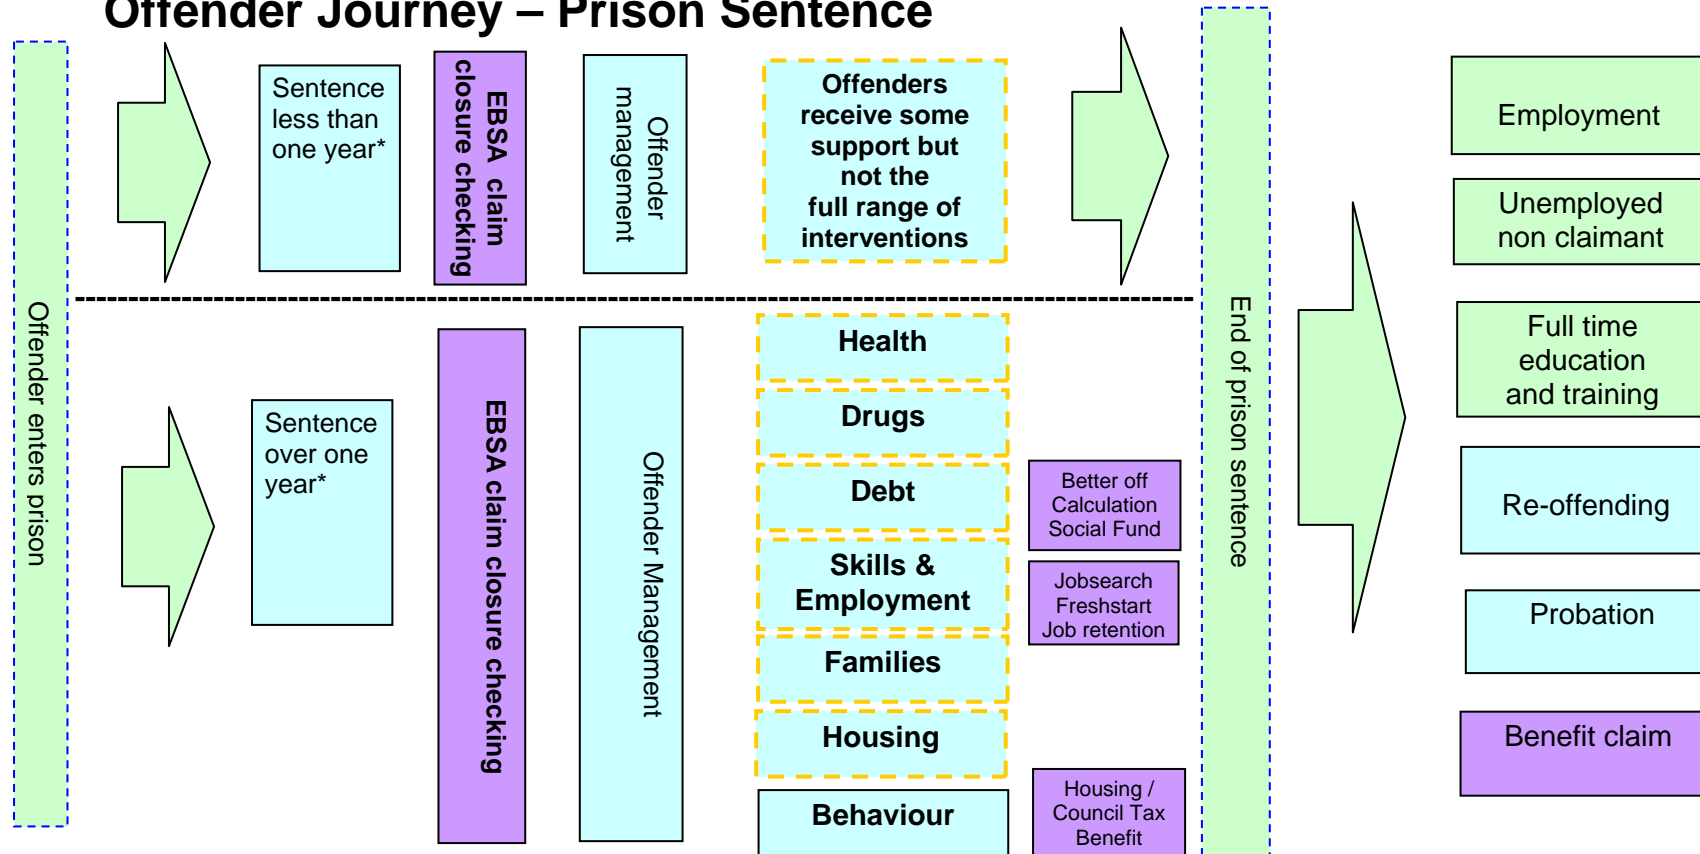 Offender Journey – Prison Sentence
Offender enters prison
Sentence
less than
one year*
EBSA claim
closure checking
Offender
management
Offenders
receive some
support but
not the
full range of
interventions
Sentence
over one
year*
EBSA claim closure checking
Offender Management
Health
Drugs
Debt
Skills &
Employment
Families
Housing
Behaviour
Better off
Calculation
Social Fund
Jobsearch
Freshstart
Job retention
Housing /
Council Tax
Benefit
End of prison sentence
Employment
Unemployed
non claimant
Full time
education
and training
Re-offending
Probation
Benefit claim